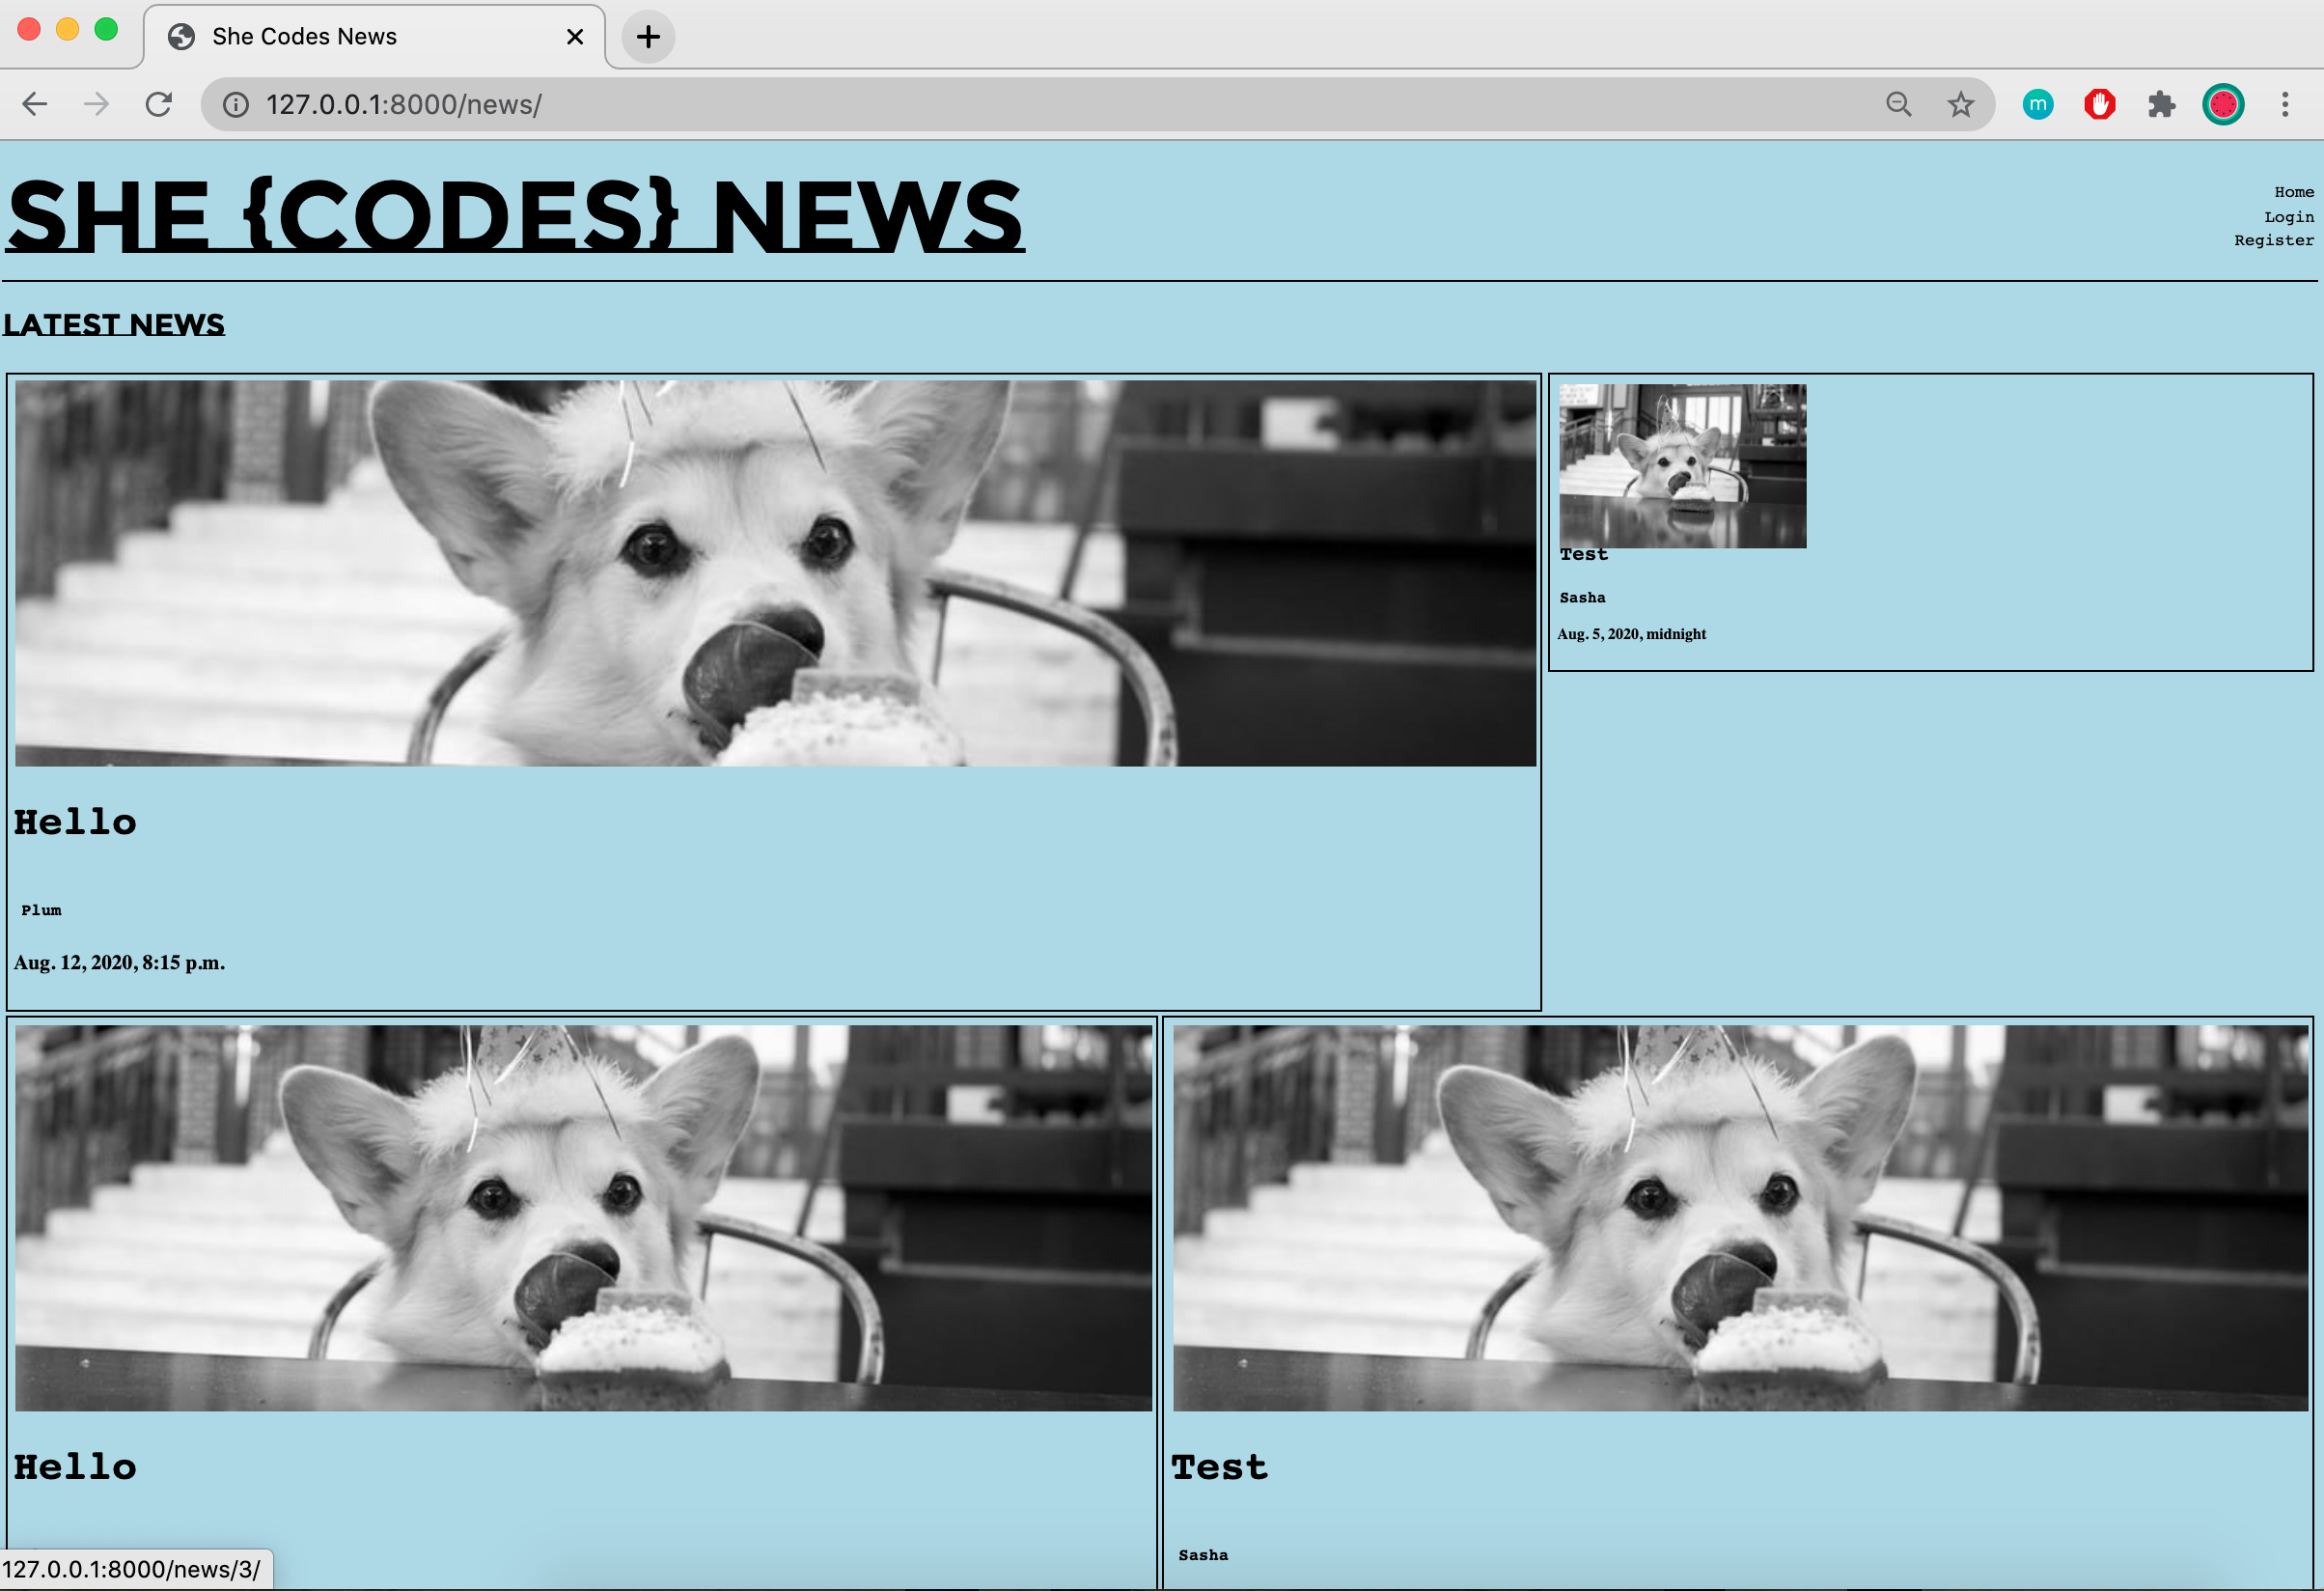 She Codes News
127.0.0.1:8000/news/
m
SHE {CODES} NEWS
Home
Login
Register
LATEST NEWS
Test
Sasha
Aug. 5, 2020, midnight
Hello
Plum
Aug. 12, 2020, 8:15 p.m.
Hello
Test
Sasha
127.0.0.1:8000/news/3/